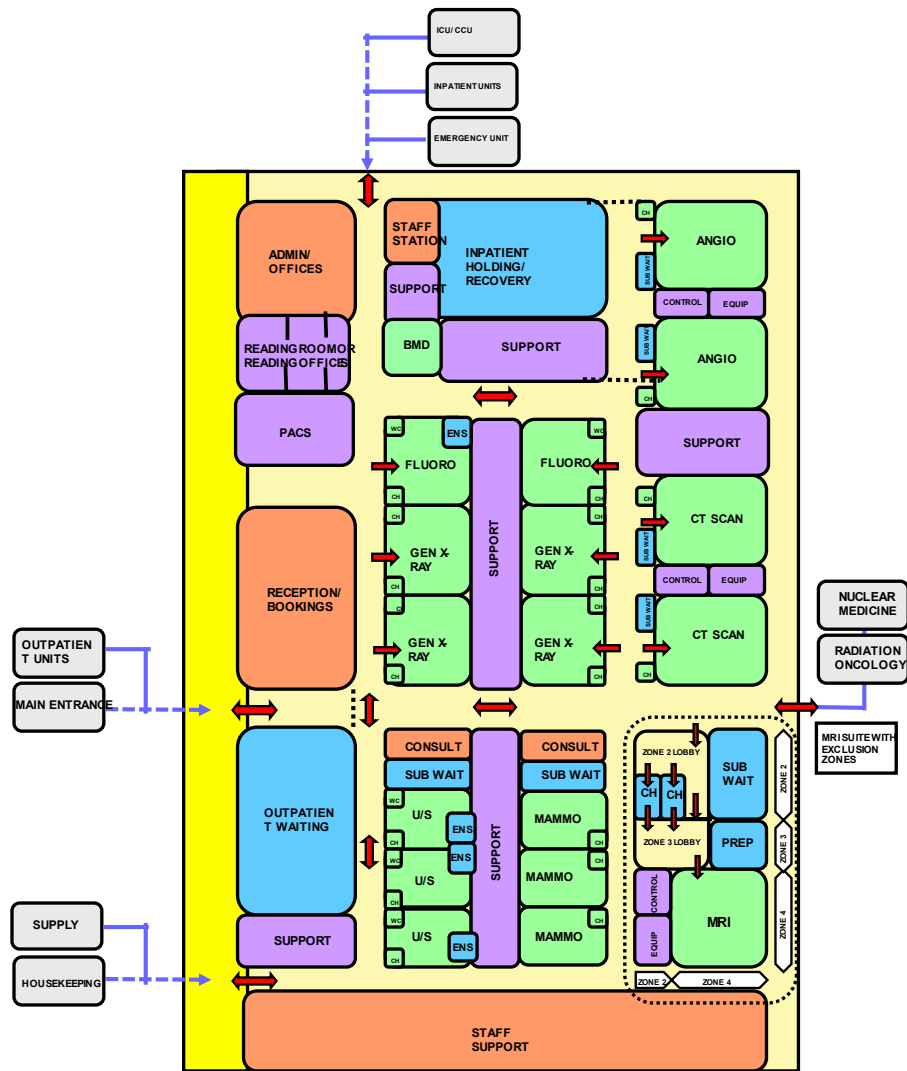 ICU/ CCU
INPATIENT UNITS
EMERGENCY UNIT
ADMIN/
OFFICES
STAFF
STATION
INPATIENT
HOLDING/
RECOVERY
SUPPORT
CH
ANGIO
SUB WAIT
CONTROL
EQUIP
READING ROOM OR
READING OFFICES
BMD
SUPPORT
SUB WAIT
ANGIO
CH
PACS
WC
ENS
WC
FLUORO
FLUORO
CH
CH
SUPPORT
SUPPORT
CH
CH
GEN X-
RAY
GEN X-
RAY
CH
CH
CH
CT SCAN
SUB WAIT
CONTROL
EQUIP
RECEPTION/
BOOKINGS
CH
GEN X-
RAY
GEN X-
RAY
CH
CH
SUB WAIT
CT SCAN
CH
NUCLEAR
MEDICINE
RADIATION
ONCOLOGY
OUTPATIEN
T UNITS
MAIN ENTRANCE
MRI SUITE WITH
EXCLUSION
ZONES
OUTPATIEN
T WAITING
CONSULT
CONSULT
SUB WAIT
SUB WAIT
SUPPORT
WC
U/S
CH
ENS
MAMMO
CH
WC
U/S
CH
ENS
MAMMO
CH
WC
U/S
CH
ENS
MAMMO
CH
ZONE 2 LOBBY
SUB
WAIT
CH
CH
ZONE 3 LOBBY
PREP
CONTROL
EQUIP
MRI
ZONE 2
ZONE 3
ZONE 4
ZONE 2
ZONE 4
SUPPLY
HOUSEKEEPING
SUPPORT
STAFF
SUPPORT